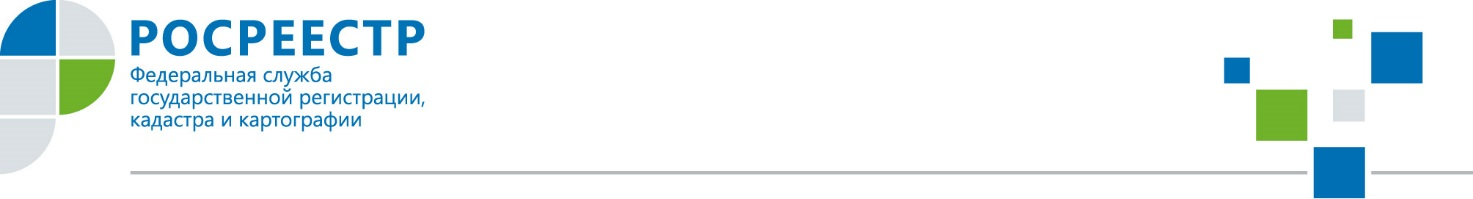 РОСРЕЕСТР
Федеральная служба
государственной регистрации,
кадастра и картографии